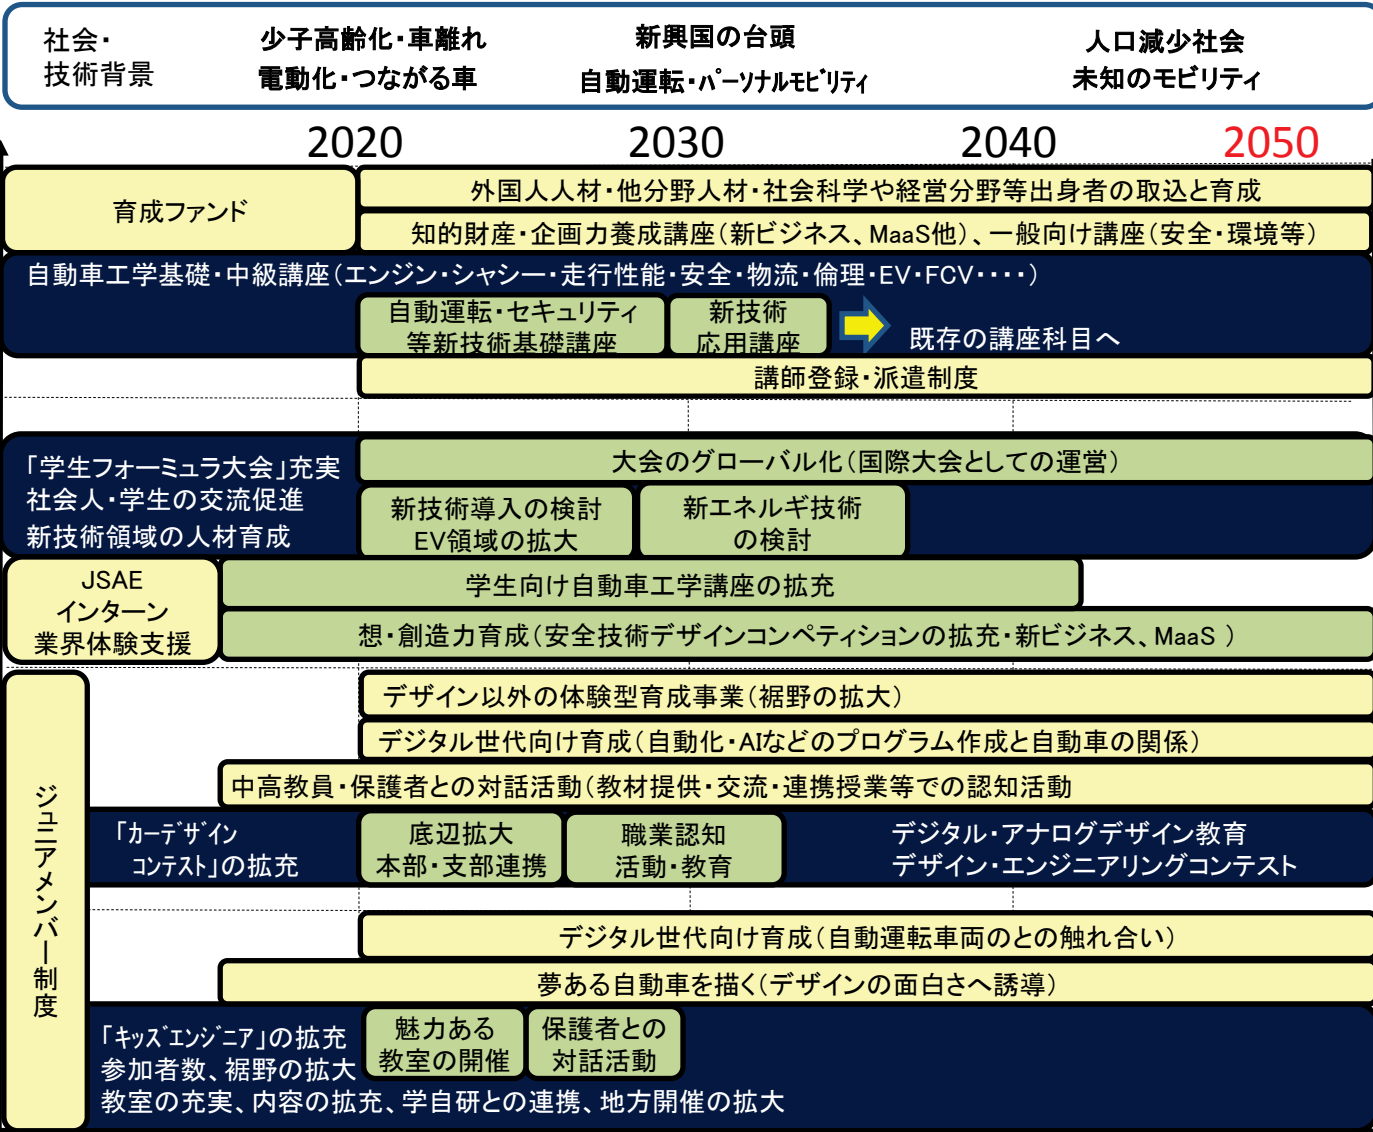 社会・
技術背景
少子高齢化・車離れ
電動化・つながる車
新興国の台頭
自動運転・パーソナルモビリティ
人口減少社会
未知のモビリティ
2020
2030
2040
2050
育成ファンド
外国人人材・他分野人材・社会科学や経営分野等出身者の取込と育成
知的財産・企画力養成講座（新ビジネス、MaaS他）、一般向け講座（安全・環境等）
自動車工学基礎・中級講座（エンジン・シャシー・走行性能・安全・物流・倫理・EV・FCV・・・・）
自動運転・セキュリティ
等新技術基礎講座
新技術
応用講座
既存の講座科目へ
講師登録・派遣制度
「学生フォーミュラ大会」充実
社会人・学生の交流促進
新技術領域の人材育成
大会のグローバル化（国際大会としての運営）
新技術導入の検討
EV領域の拡大
新エネルギ技術
の検討
JSAE
インターン
業界体験支援
学生向け自動車工学講座の拡充
想・創造力育成（安全技術デザインコンペティションの拡充・新ビジネス、MaaS ）
ジュニアメンバー制度
デザイン以外の体験型育成事業（裾野の拡大）
デジタル世代向け育成（自動化・AIなどのプログラム作成と自動車の関係）
中高教員・保護者との対話活動（教材提供・交流・連携授業等での認知活動
「カーデザイン
コンテスト」の拡充
底辺拡大
本部・支部連携
職業認知
活動・教育
デジタル・アナログデザイン教育
デザイン・エンジニアリングコンテスト
デジタル世代向け育成（自動運転車両のとの触れ合い）
夢ある自動車を描く（デザインの面白さへ誘導）
「キッズエンジニア」の拡充
参加者数、裾野の拡大
教室の充実、内容の拡充、学自研との連携、地方開催の拡大
魅力ある
教室の開催
保護者との
対話活動